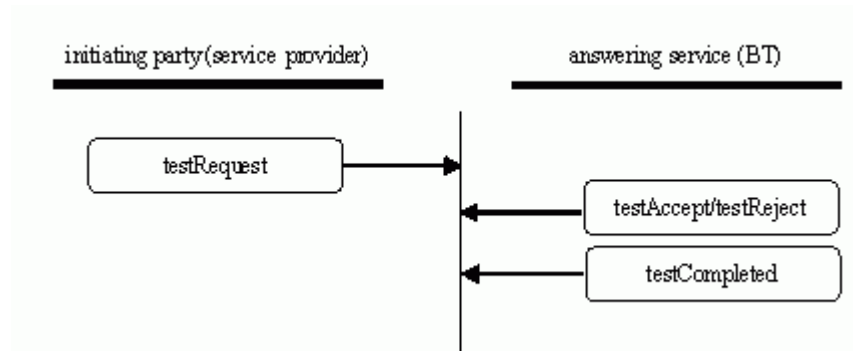 initiating party(service provider)
answering service (BT)
testRequest
testAccept/testReject
testCompleted